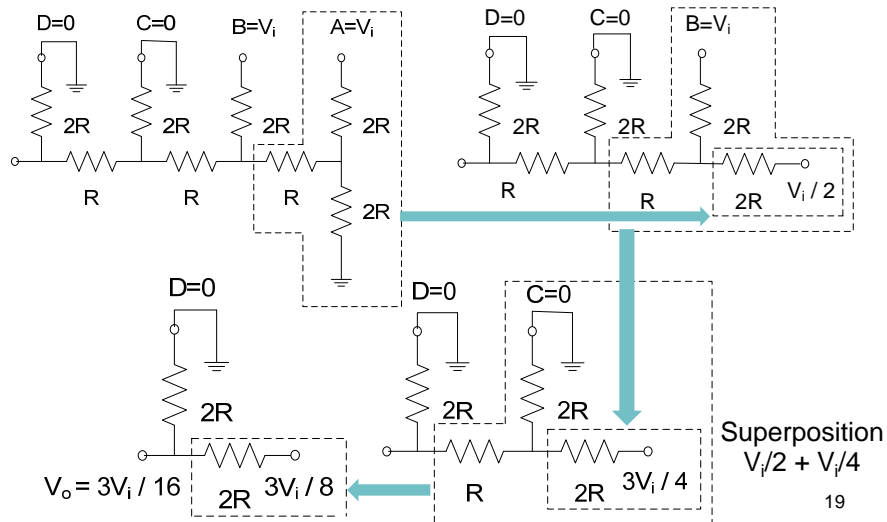 D=0 C=0 B=Vi A=Vi
2R 2R 2R 2R
R R R
2R
D=0 C=0 B=Vi
2R 2R
R R 2R Vi / 2
D=0
2R
Vo = 3Vi / 16 2R 3Vi / 8
D=0 C=0
2R 2R
R 2R 3Vi / 4
Superposition
Vi/2 + Vi/4
19